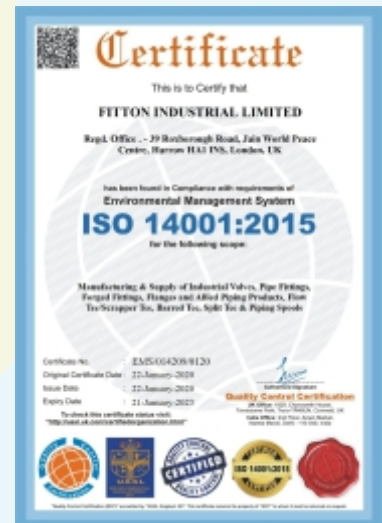 Certificate
This is to Certify that
FITTON INDUSTRIAL LIMITED
Regd. Office . - 39 Roxborough Road, Jain World Peace
Centre, Harrow HA1 1NS, London, UK
has been found in Compliance with requirements of
Environmental Management System
ISO 14001:2015
for the following scope:
Manufacturing & Supply of Industrial Valves, Pipe Fittings,
Forged Fittings, Flanges and Allied Piping Products, Flow
Tee/Scrapper Tee, Barred Tee, Split Tee & Piping Spools
Certificate No. : EMS/014209/0120
Original Certificate Date : 22-January-2020
Issue Date : 22-January-2020
Expiry Date : 21-January-2023
Authorised Signature
Quality Control Certification
To check this certificate status visit:
UASL
CERTIFIED
ISO 14001:2015